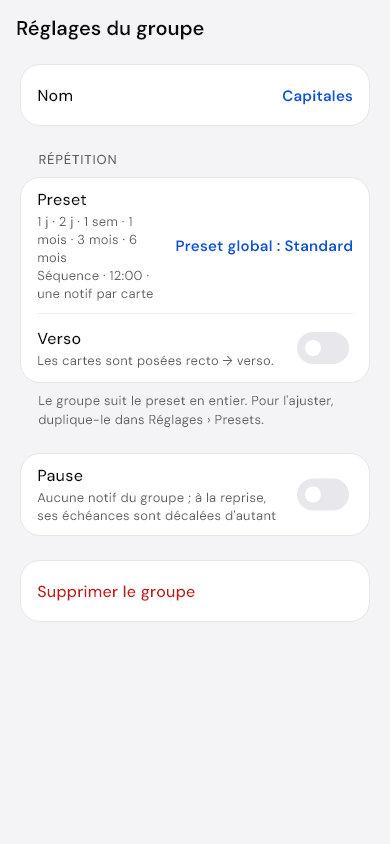 Réglages du groupe
Nom
Capitales
RÉPÉTITION
Preset
1 j · 2 j · 1 sem · 1
mois · 3 mois · 6
mois
Séquence · 12:00 ·
une notif par carte
Preset global : Standard
Verso
Les cartes sont posées recto → verso.
Le groupe suit le preset en entier. Pour l'ajuster,
duplique-le dans Réglages › Presets.
Pause
Aucune notif du groupe ; à la reprise,
ses échéances sont décalées d'autant
Supprimer le groupe